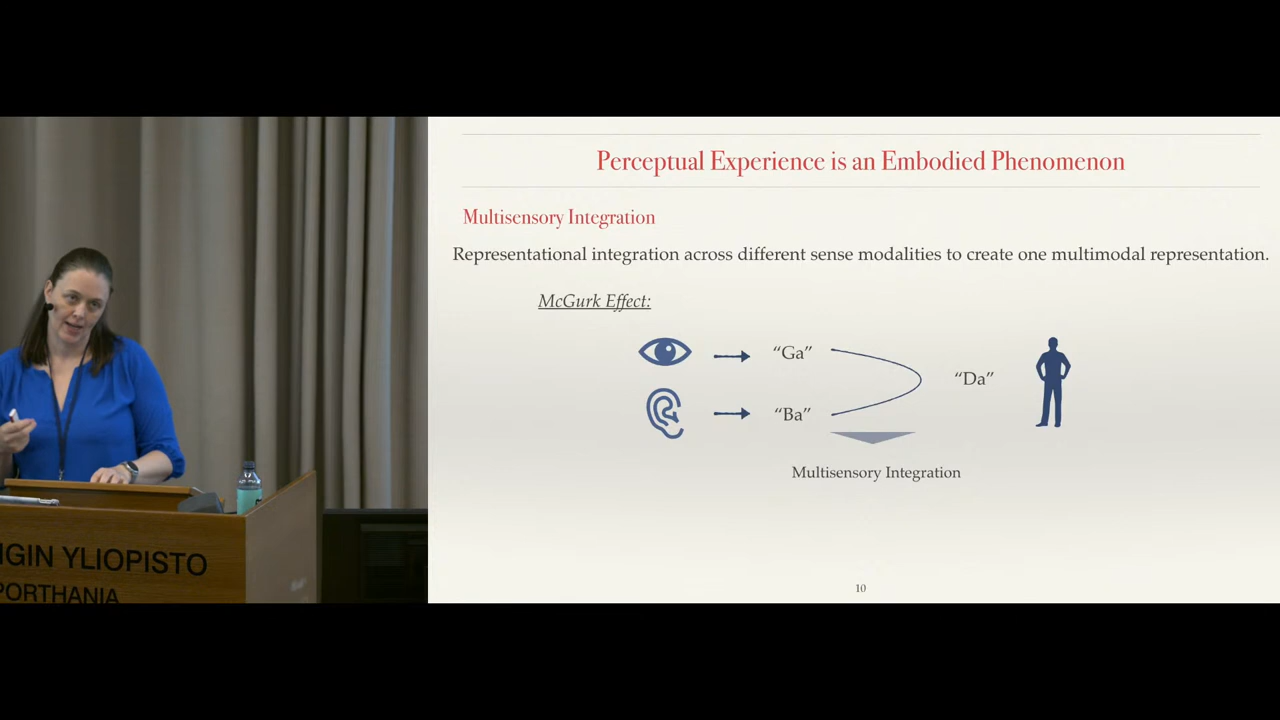 Perceptual Experience is an Embodied Phenomenon
Multisensory Integration
Representational integration across different sense modalities to create one multimodal representation.
McGurk Effect:
“Ga”
“Da”
“Ba”
Multisensory Integration
10
IGIN YLIOPISTO
PORTHANIA